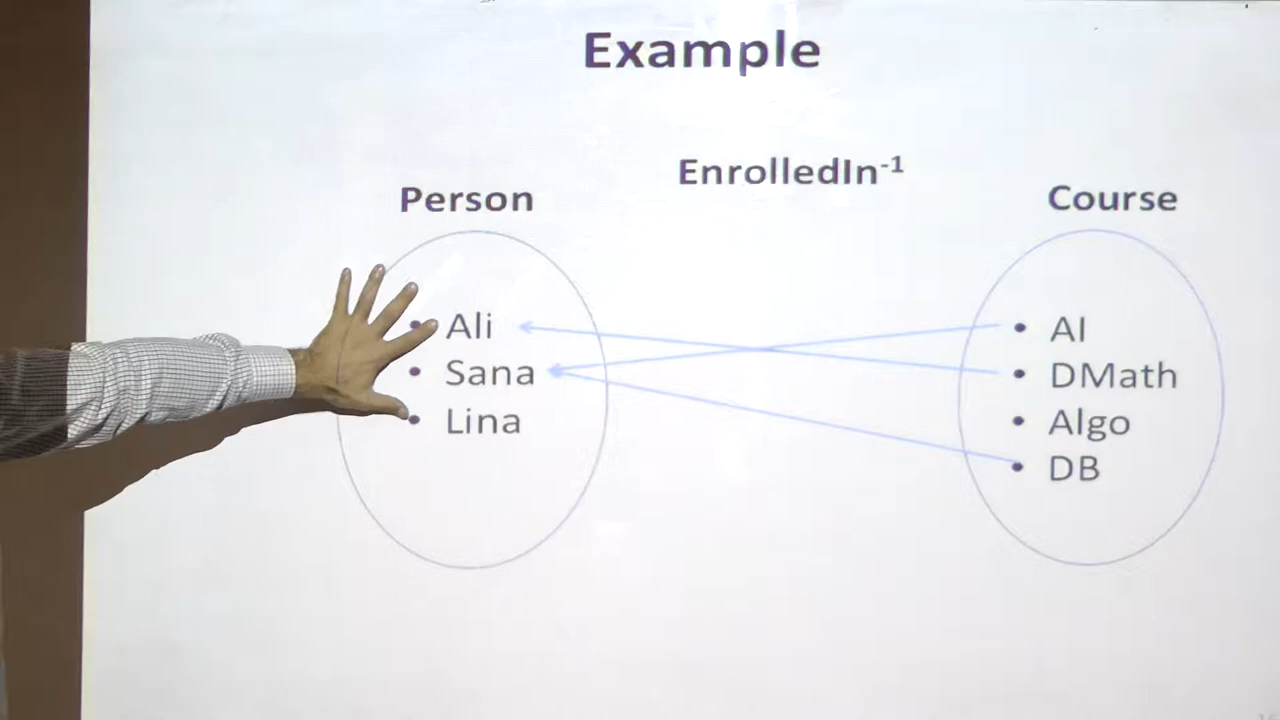 Example
EnrolledIn⁻¹
Person
Course
• Ali
• Sana
• Lina
• AI
• DMath
• Algo
• DB